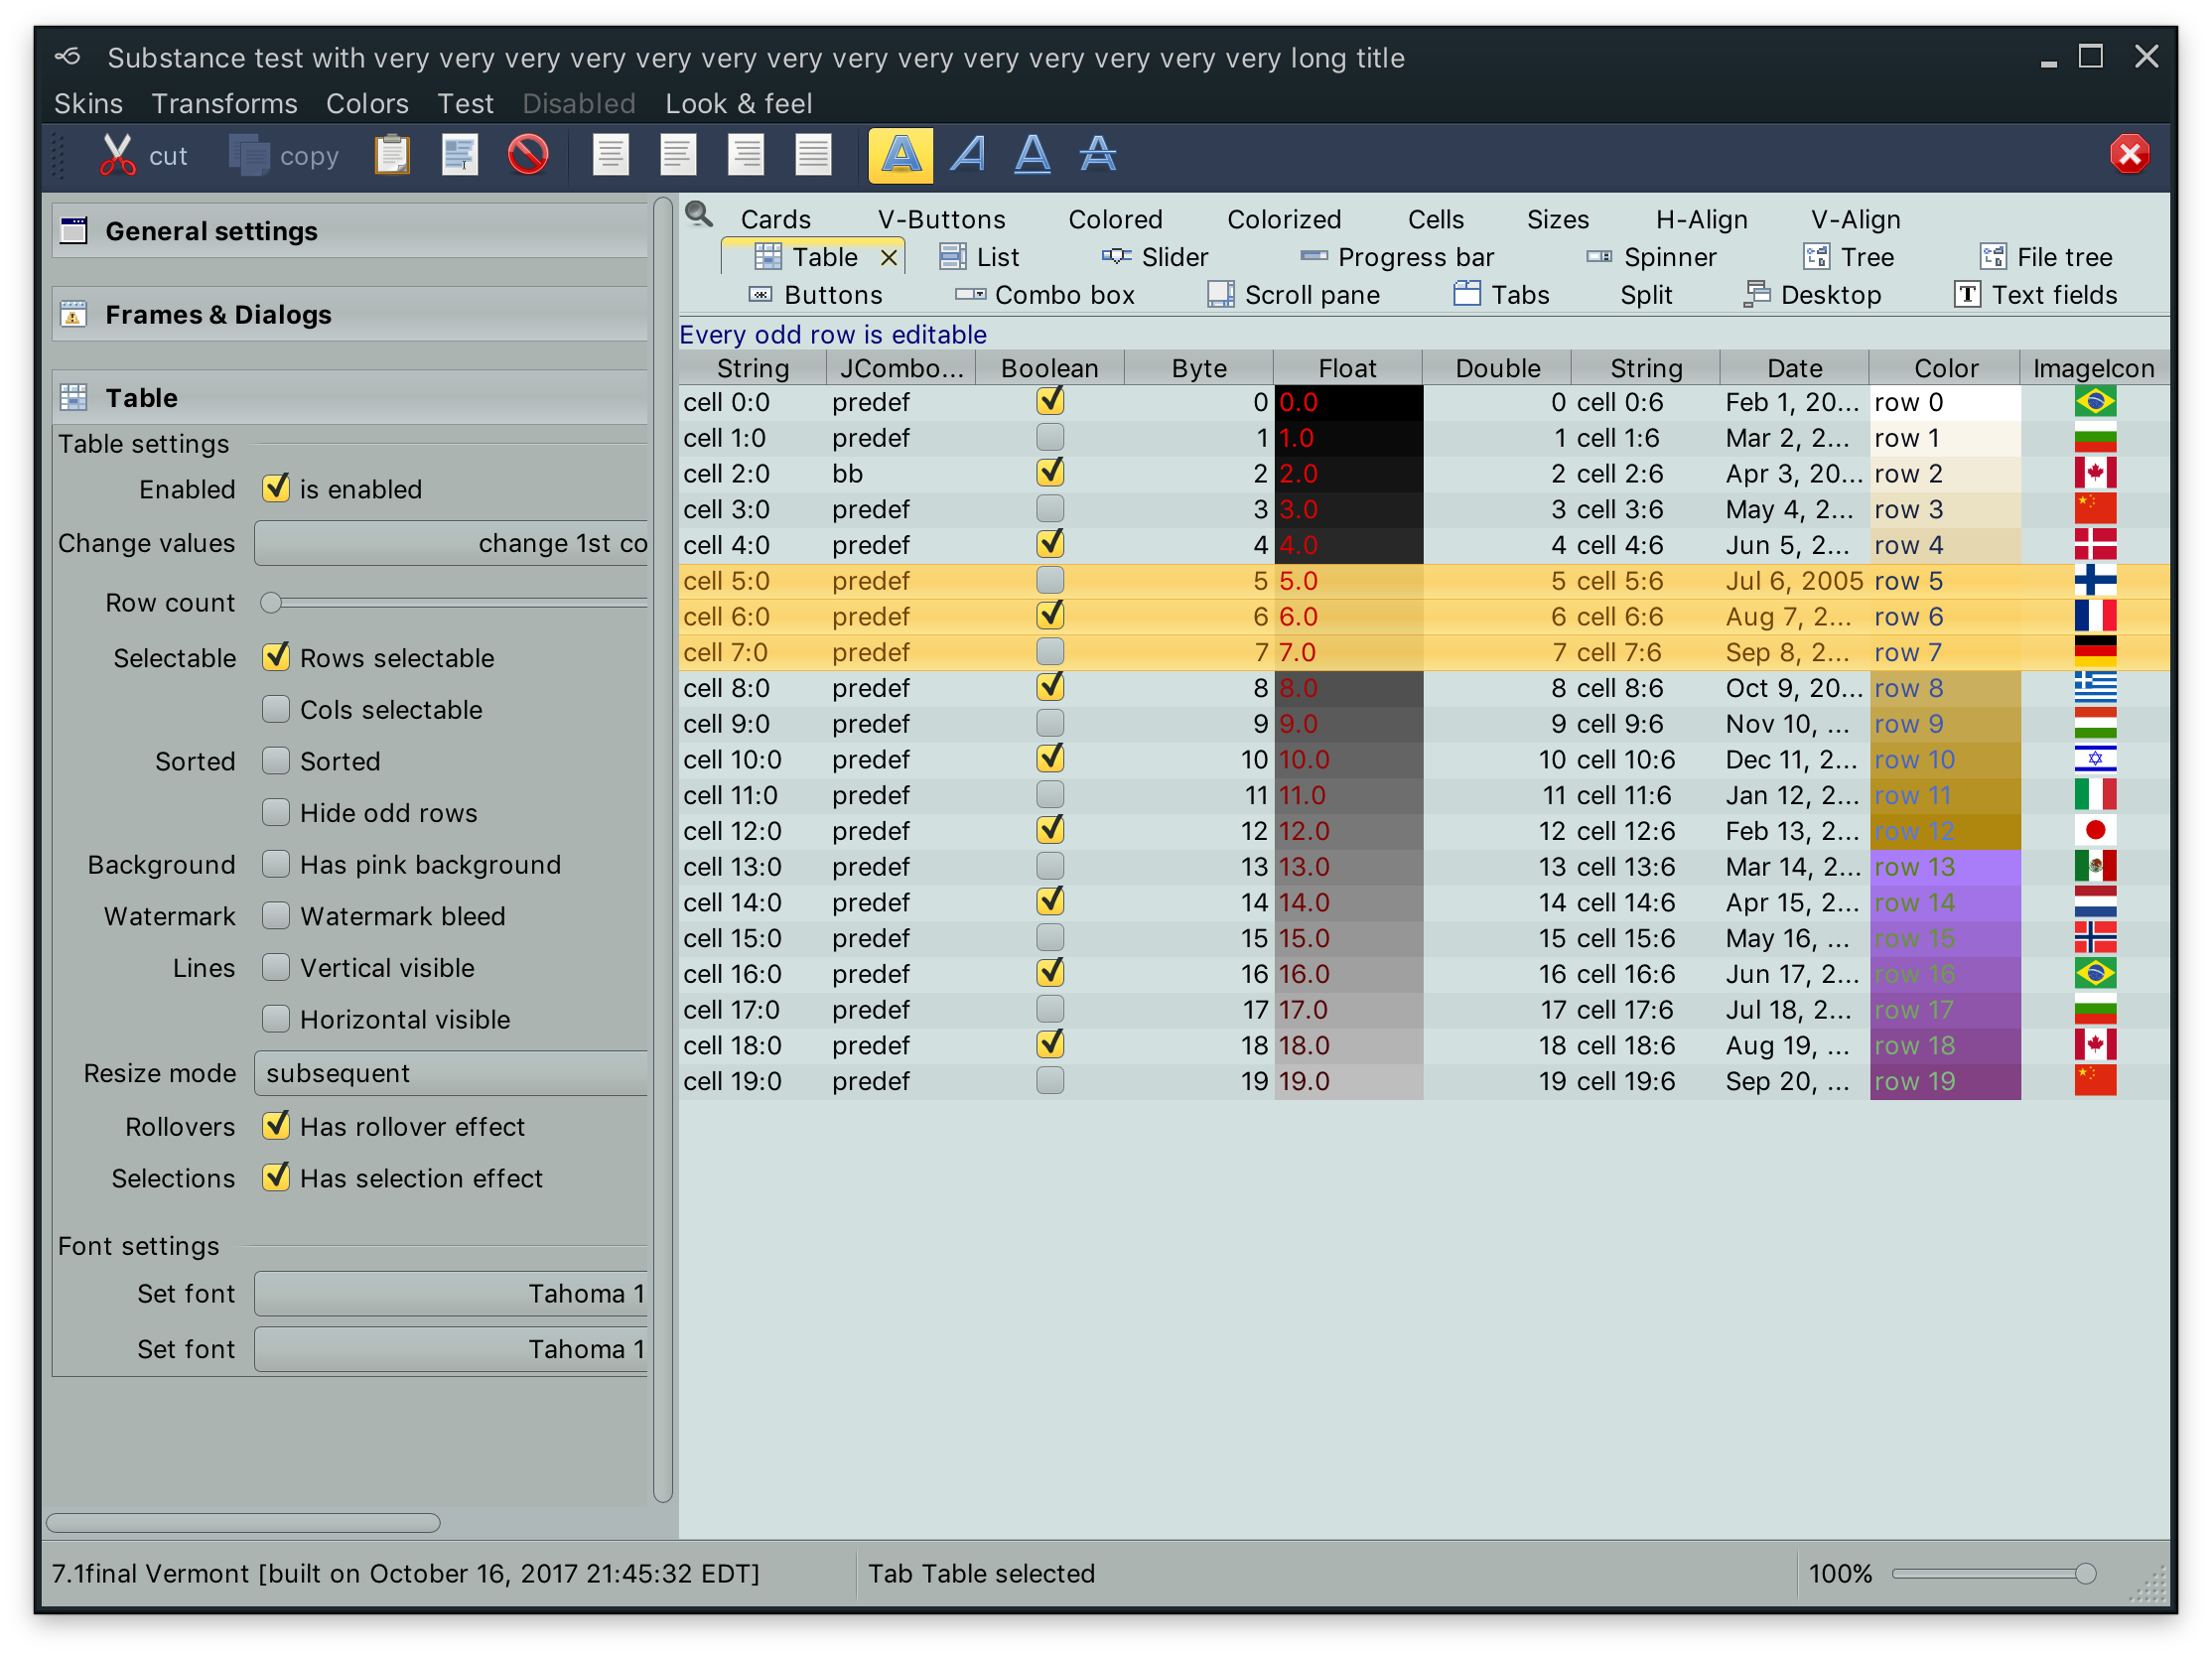 Substance test with very very very very very very very very very very very very very very long title
Skins Transforms Colors Test Disabled Look & feel
cut copy
General settings
Frames & Dialogs
Table
Table settings
Enabled is enabled
Change values change 1st co
Row count
Selectable Rows selectable
Cols selectable
Sorted Sorted
Hide odd rows
Background Has pink background
Watermark Watermark bleed
Lines Vertical visible
Horizontal visible
Resize mode subsequent
Rollovers Has rollover effect
Selections Has selection effect
Font settings
Set font Tahoma 1
Set font Tahoma 1
Cards V-Buttons Colored Colorized Cells Sizes H-Align V-Align
Table List Slider Progress bar Spinner Tree File tree
Buttons Combo box Scroll pane Tabs Split Desktop Text fields
Every odd row is editable
String JCombo... Boolean Byte Float Double String Date Color ImageIcon
cell 0:0 predef 0 0.0 0 cell 0:6 Feb 1, 20... row 0
cell 1:0 predef 1 1.0 1 cell 1:6 Mar 2, 2... row 1
cell 2:0 bb 2 2.0 2 cell 2:6 Apr 3, 20... row 2
cell 3:0 predef 3 3.0 3 cell 3:6 May 4, 2... row 3
cell 4:0 predef 4 4.0 4 cell 4:6 Jun 5, 2... row 4
cell 5:0 predef 5 5.0 5 cell 5:6 Jul 6, 2005 row 5
cell 6:0 predef 6 6.0 6 cell 6:6 Aug 7, 2... row 6
cell 7:0 predef 7 7.0 7 cell 7:6 Sep 8, 2... row 7
cell 8:0 predef 8 8.0 8 cell 8:6 Oct 9, 20... row 8
cell 9:0 predef 9 9.0 9 cell 9:6 Nov 10, ... row 9
cell 10:0 predef 10 10.0 10 cell 10:6 Dec 11, 2... row 10
cell 11:0 predef 11 11.0 11 cell 11:6 Jan 12, 2... row 11
cell 12:0 predef 12 12.0 12 cell 12:6 Feb 13, 2... row 12
cell 13:0 predef 13 13.0 13 cell 13:6 Mar 14, 2... row 13
cell 14:0 predef 14 14.0 14 cell 14:6 Apr 15, 2... row 14
cell 15:0 predef 15 15.0 15 cell 15:6 May 16, ... row 15
cell 16:0 predef 16 16.0 16 cell 16:6 Jun 17, 2... row 16
cell 17:0 predef 17 17.0 17 cell 17:6 Jul 18, 2... row 17
cell 18:0 predef 18 18.0 18 cell 18:6 Aug 19, ... row 18
cell 19:0 predef 19 19.0 19 cell 19:6 Sep 20, ... row 19
7.1final Vermont [built on October 16, 2017 21:45:32 EDT] Tab Table selected 100%